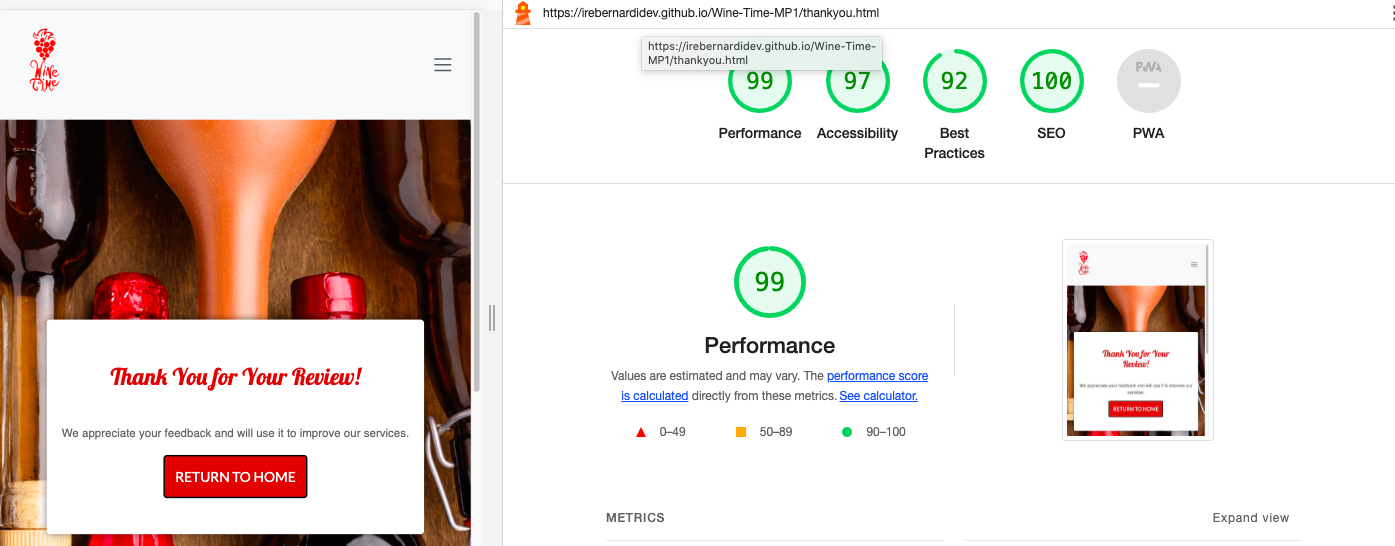 Wine
Time
Thank You for Your Review!
We appreciate your feedback and will use it to improve our services.
RETURN TO HOME
https://irebernardidev.github.io/Wine-Time-MP1/thankyou.html
https://irebernardidev.github.io/Wine-Time-
MP1/thankyou.html
99
97
92
100
PWA
Performance
Accessibility
Best
Practices
SEO
PWA
99
Performance
Values are estimated and may vary. The performance score
is calculated directly from these metrics. See calculator.
0–49
50–89
90–100
Thank You for Your
Review!
We appreciate your feedback and will use it to improve our
services.
RETURN TO HOME
METRICS
Expand view